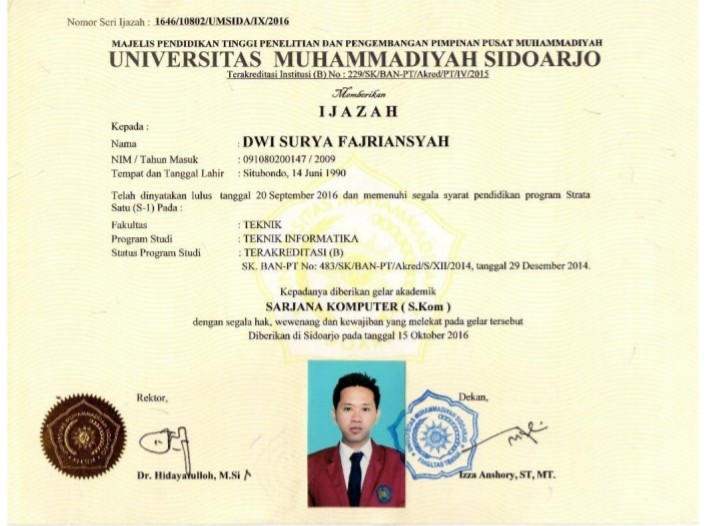 Nomor Seri Ijazah : 1646/10802/UMSIDA/IX/2016
MAJELIS PENDIDIKAN TINGGI PENELITIAN DAN PENGEMBANGAN PIMPINAN PUSAT MUHAMMADIYAH
UNIVERSITAS MUHAMMADIYAH SIDOARJO
Terakreditasi Institusi (B) No : 229/SK/BAN-PT/Akred/PT/IV/2015
Memberikan
IJAZAH
Kepada :
Nama : DWI SURYA FAJRIANSYAH
NIM / Tahun Masuk : 091080200147 / 2009
Tempat dan Tanggal Lahir : Situbondo, 14 Juni 1990
Telah dinyatakan lulus tanggal 20 September 2016 dan memenuhi segala syarat pendidikan program Strata
Satu (S-1) Pada :
Fakultas : TEKNIK
Program Studi : TEKNIK INFORMATIKA
Status Program Studi : TERAKREDITASI (B)
SK. BAN-PT No: 483/SK/BAN-PT/Akred/S/XII/2014, tanggal 29 Desember 2014.
Kepadanya diberikan gelar akademik
SARJANA KOMPUTER ( S.Kom )
dengan segala hak, wewenang dan kewajiban yang melekat pada gelar tersebut
Diberikan di Sidoarjo pada tanggal 15 Oktober 2016
Rektor,
Dekan,
UNIVERSITAS MUHAMMADIYAH SIDOARJO
FAKULTAS TEKNIK
Dr. Hidayatulloh, M.Si
Izza Anshory, ST, MT.